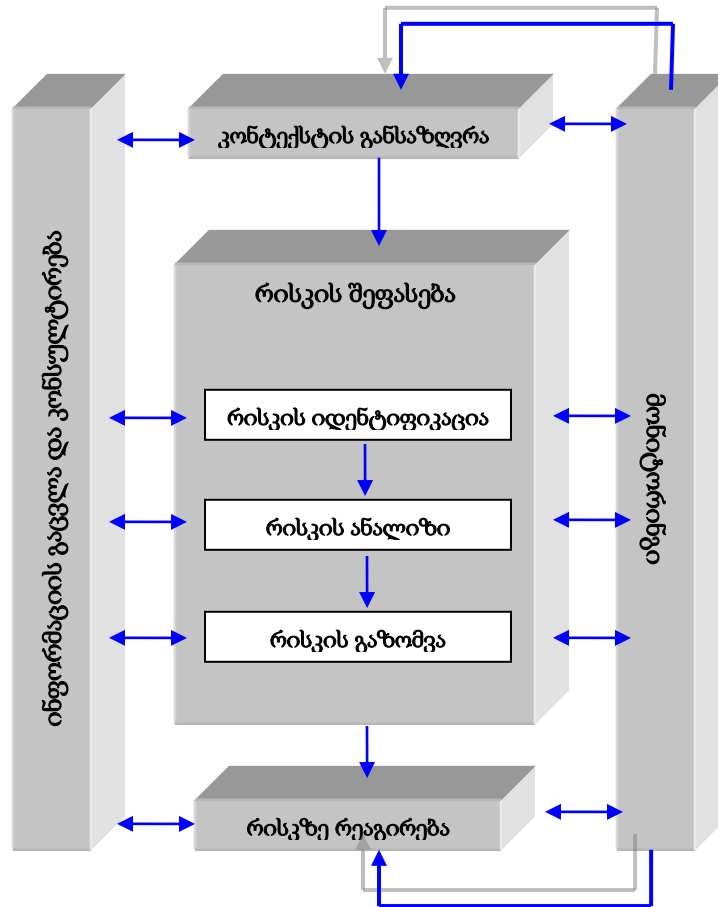 კონტექსტის განსაზღვრა
ინფორმაციის გაცვლა და კონსულტირება
რისკის შეფასება
რისკის იდენტიფიკაცია
რისკის ანალიზი
რისკის გაზომვა
მონიტორინგი
რისკზე რეაგირება